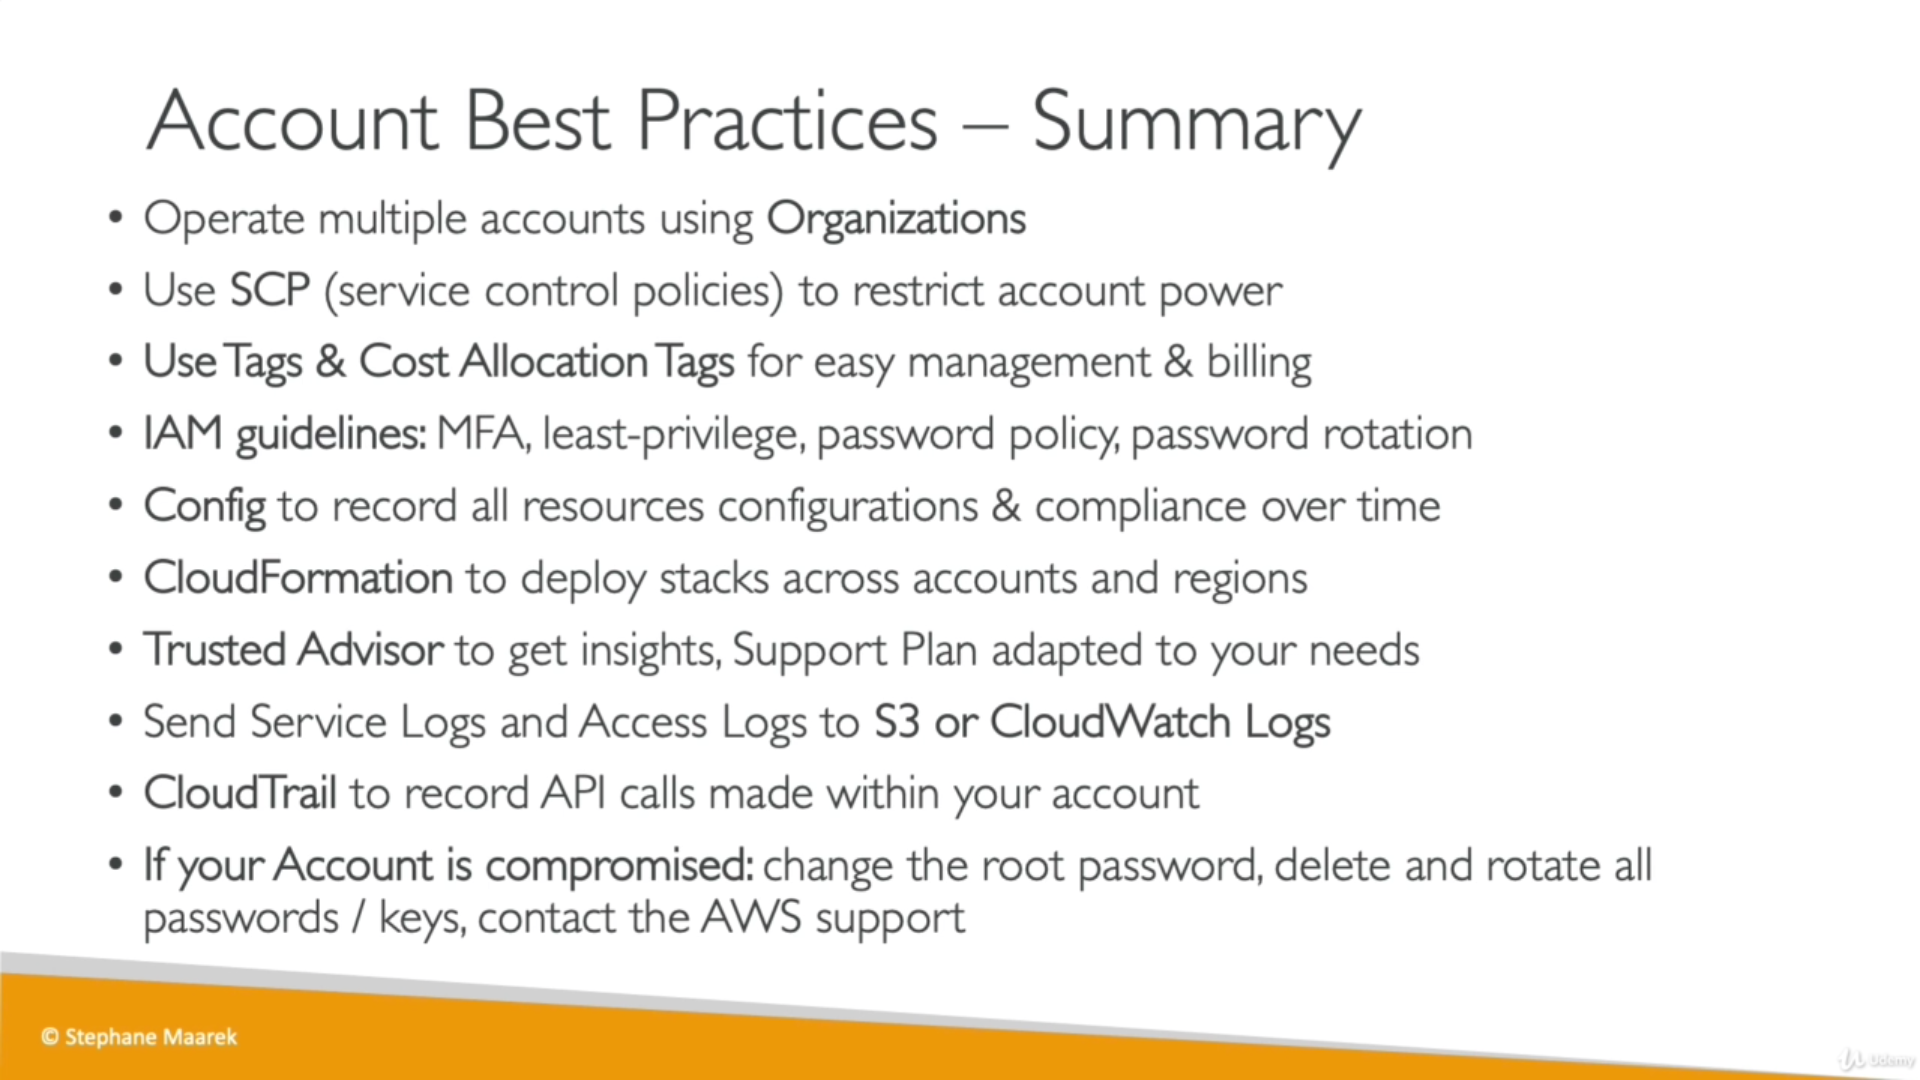 Account Best Practices – Summary
• Operate multiple accounts using Organizations
• Use SCP (service control policies) to restrict account power
• Use Tags & Cost Allocation Tags for easy management & billing
• IAM guidelines: MFA, least-privilege, password policy, password rotation
• Config to record all resources configurations & compliance over time
• CloudFormation to deploy stacks across accounts and regions
• Trusted Advisor to get insights, Support Plan adapted to your needs
• Send Service Logs and Access Logs to S3 or CloudWatch Logs
• CloudTrail to record API calls made within your account
• If your Account is compromised: change the root password, delete and rotate all
passwords / keys, contact the AWS support
© Stephane Maarek
Udemy